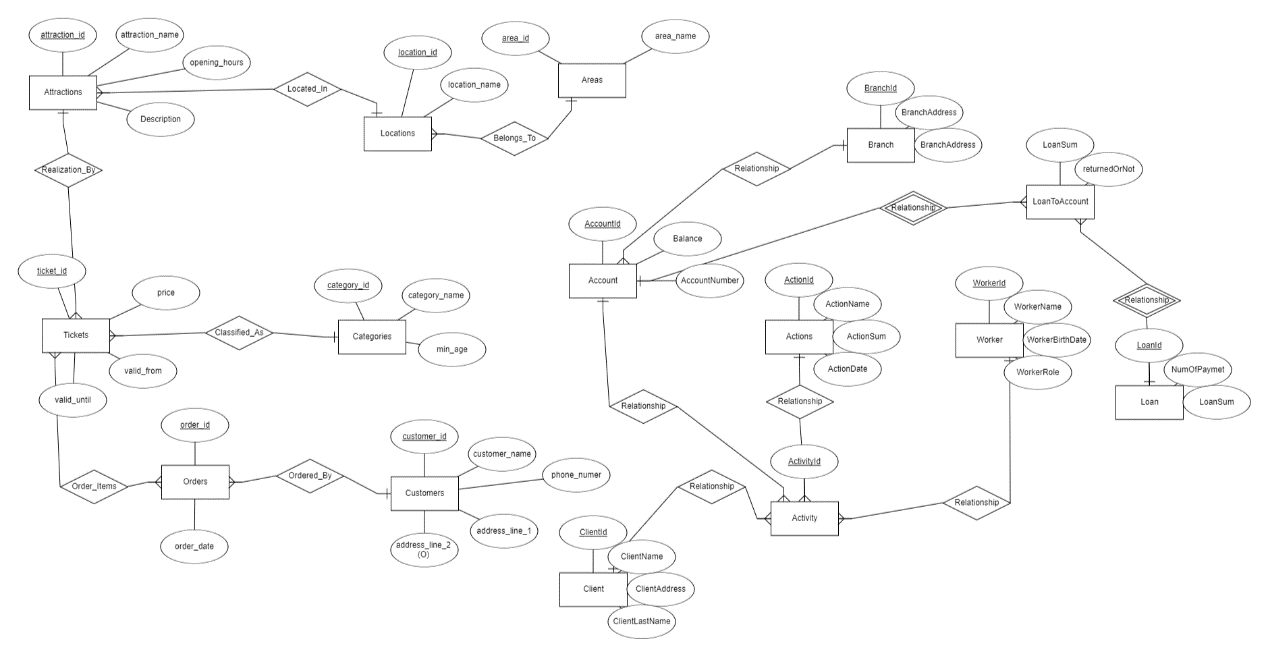 attraction_id
attraction_name
opening_hours
Attractions
Description
Located_In
location_id
location_name
Locations
area_id
area_name
Areas
Belongs_To
Realization_By
ticket_id
price
Tickets
valid_from
valid_until
Classified_As
category_id
category_name
Categories
min_age
Order_Items
order_id
Orders
order_date
Ordered_By
customer_id
customer_name
phone_numer
Customers
address_line_1
address_line_2
(O)
BranchId
BranchAddress
Branch
BranchAddress
Relationship
LoanSum
returnedOrNot
LoanToAccount
Relationship
AccountId
Balance
Account
AccountNumber
ActionId
ActionName
Actions
ActionSum
ActionDate
WorkerId
WorkerName
Worker
WorkerBirthDate
WorkerRole
Relationship
LoanId
NumOfPaymet
Loan
LoanSum
Relationship
Relationship
ActivityId
Relationship
Activity
Relationship
ClientId
ClientName
Client
ClientAddress
ClientLastName